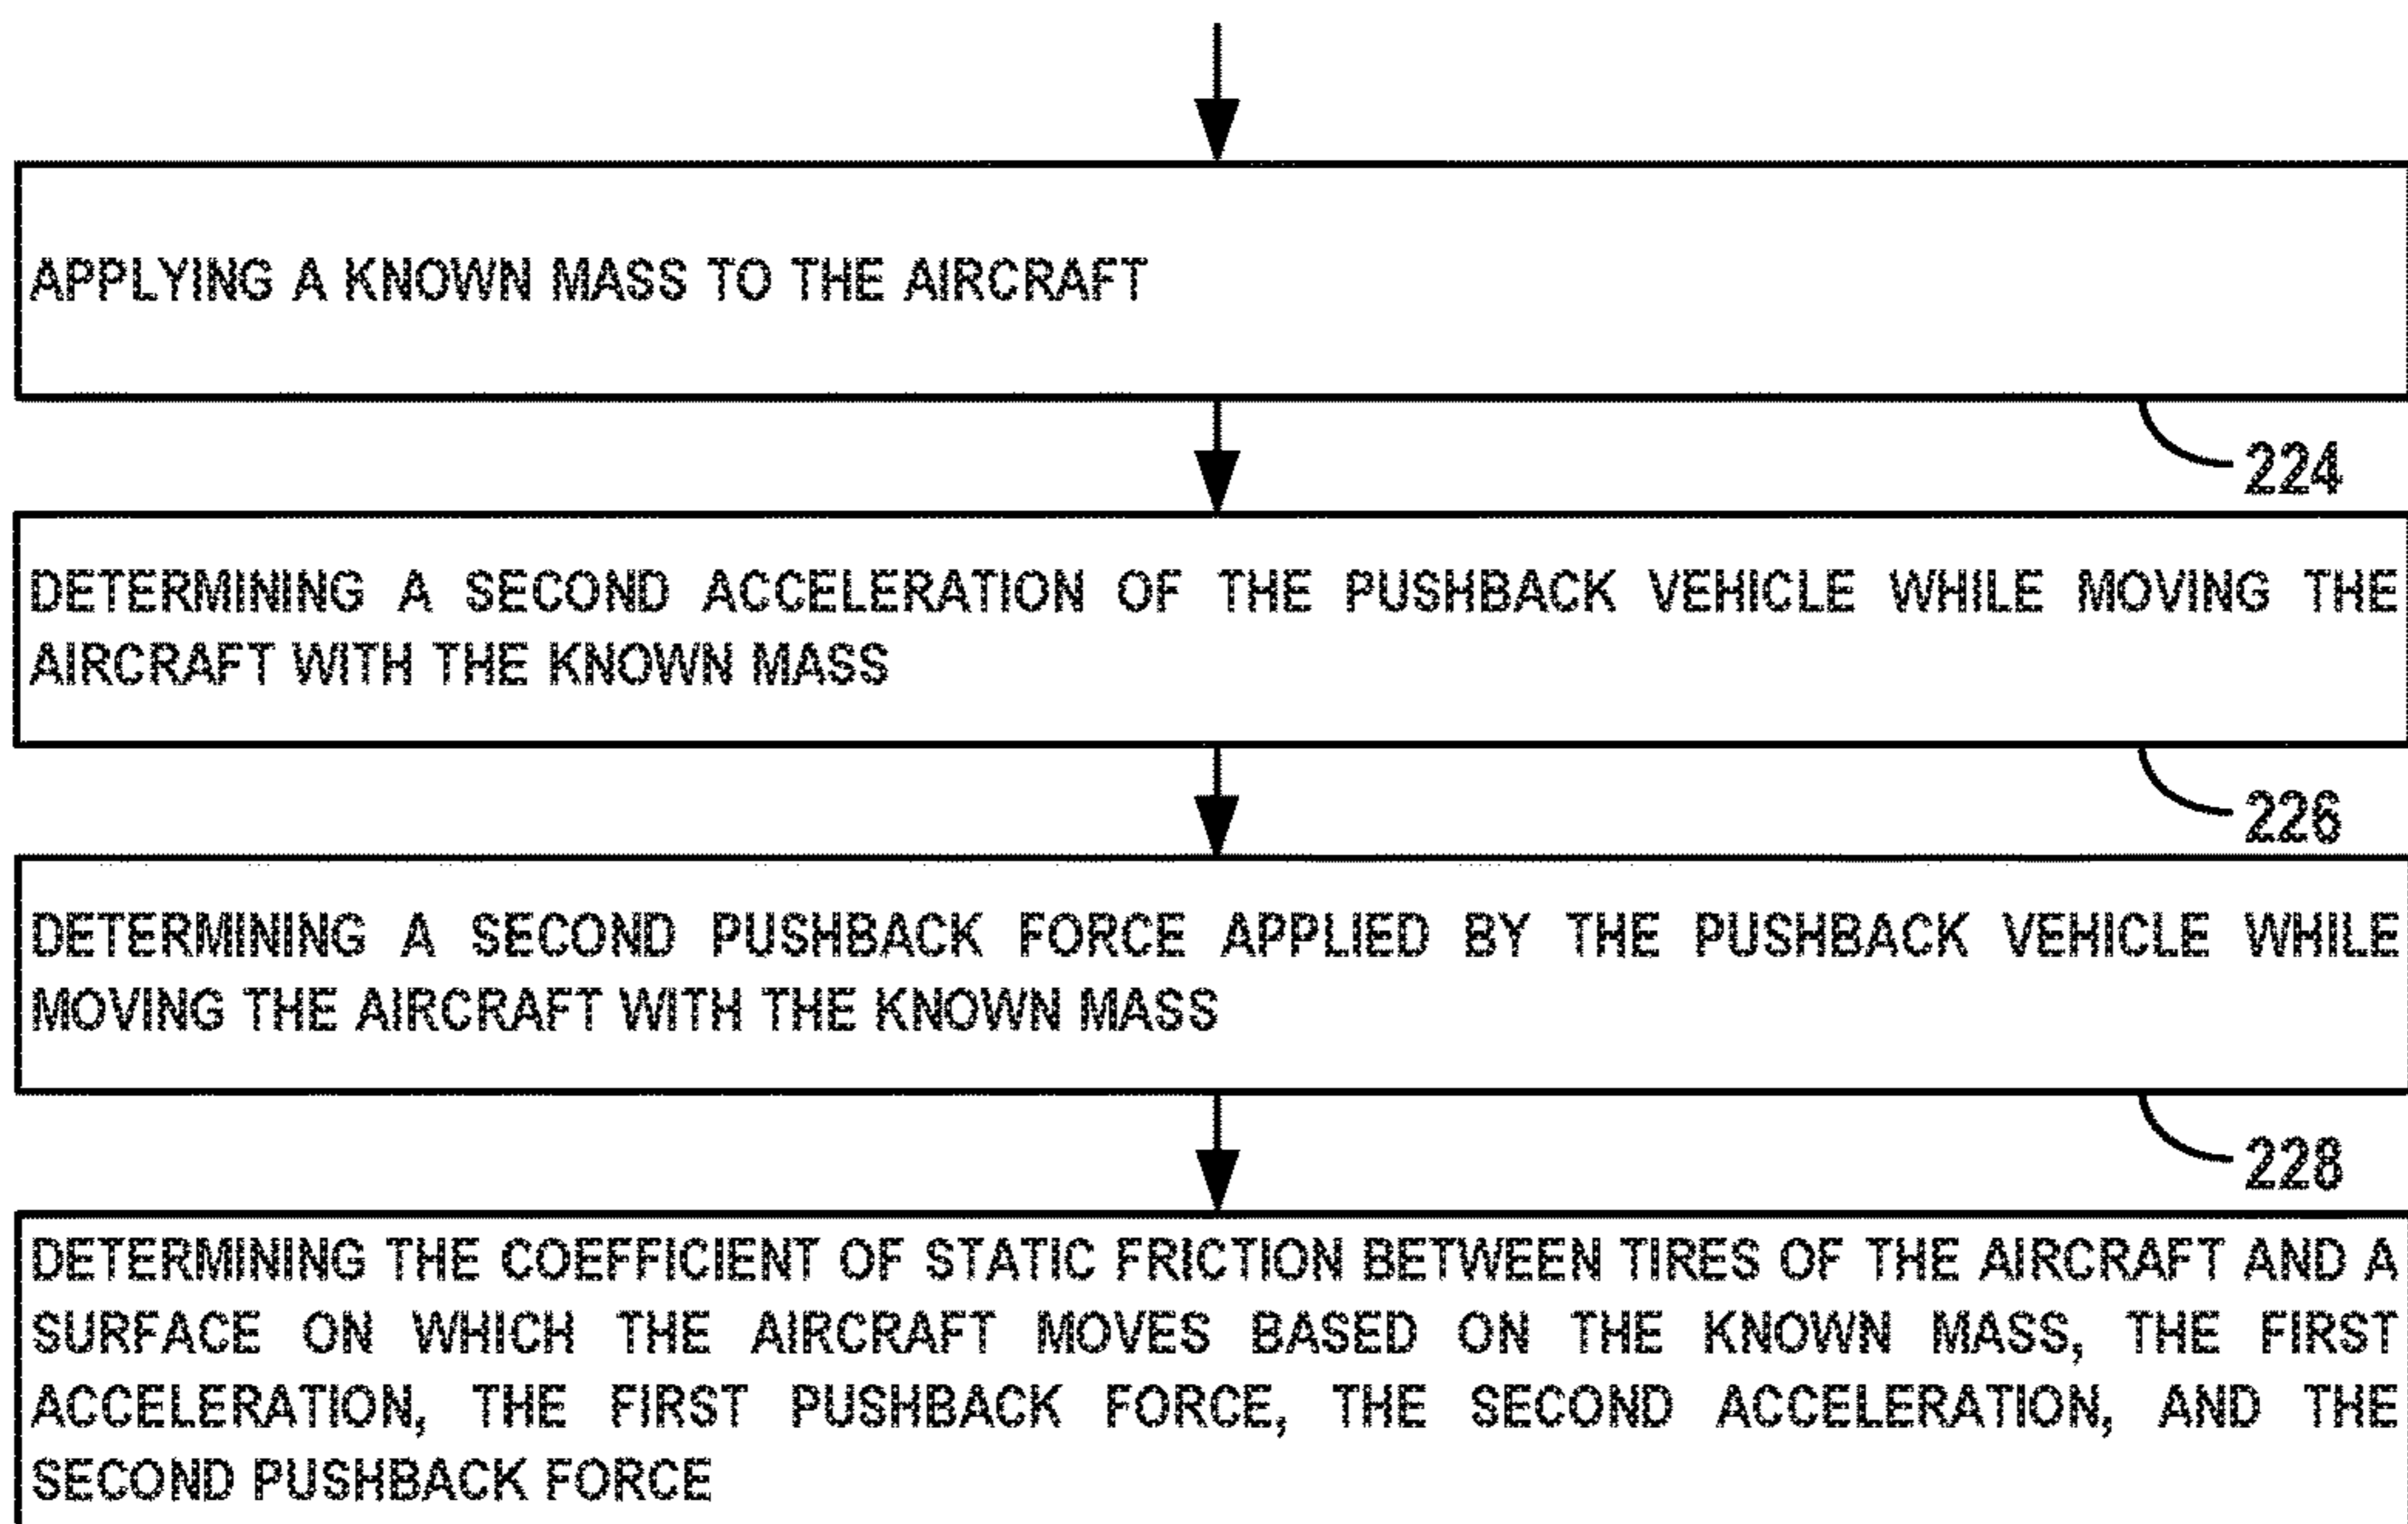 APPLYING A KNOWN MASS TO THE AIRCRAFT
224
DETERMINING A SECOND ACCELERATION OF THE PUSHBACK VEHICLE WHILE MOVING THE
AIRCRAFT WITH THE KNOWN MASS
226
DETERMINING A SECOND PUSHBACK FORCE APPLIED BY THE PUSHBACK VEHICLE WHILE
MOVING THE AIRCRAFT WITH THE KNOWN MASS
228
DETERMINING THE COEFFICIENT OF STATIC FRICTION BETWEEN TIRES OF THE AIRCRAFT AND A
SURFACE ON WHICH THE AIRCRAFT MOVES BASED ON THE KNOWN MASS, THE FIRST
ACCELERATION, THE FIRST PUSHBACK FORCE, THE SECOND ACCELERATION, AND THE
SECOND PUSHBACK FORCE